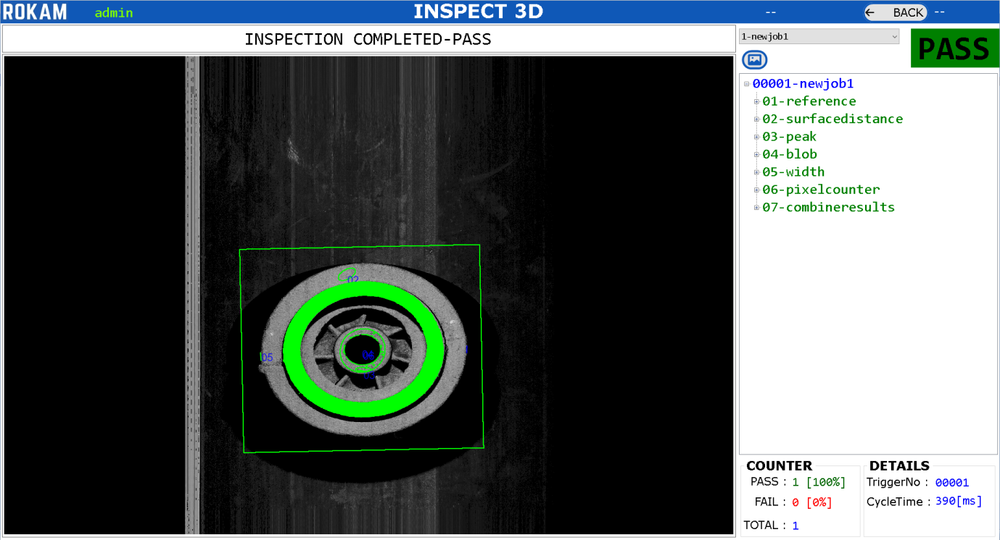 ROKAM admin INSPECT 3D -- BACK --
INSPECTION COMPLETED-PASS
1-newjob1
PASS
00001-newjob1
01-reference
02-surfacedistance
03-peak
04-blob
05-width
06-pixelcounter
07-combineresults
02
05
COUNTER
PASS : 1 [100%]
FAIL : 0 [0%]
TOTAL : 1
DETAILS
TriggerNo : 00001
CycleTime : 390[ms]